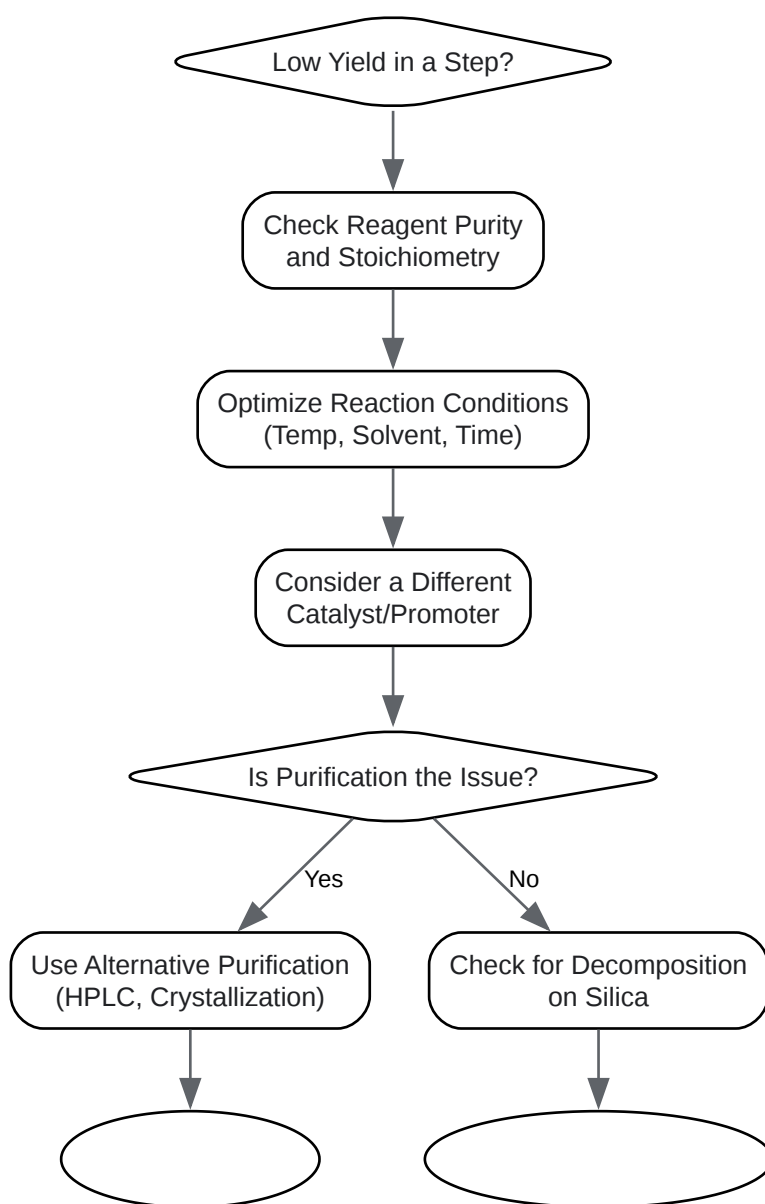 Low Yield in a Step?
Check Reagent Purity
and Stoichiometry
Optimize Reaction Conditions
(Temp, Solvent, Time)
Consider a Different
Catalyst/Promoter
Is Purification the Issue?
Yes
No
Use Alternative Purification
(HPLC, Crystallization)
Check for Decomposition
on Silica